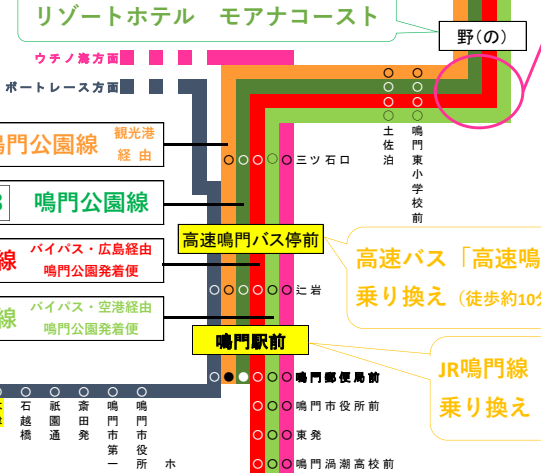 リゾートホテル モアナコースト
野(の)
ウチノ海方面
ボートレース方面
鳴門公園線 観光港経由
土佐泊
鳴門東小学校前
三ツ石口
鳴門公園線
高速鳴門バス停前
線 バイパス・広島経由
鳴門公園発着便
高速バス「高速鳴
乗り換え(徒歩約10分
辻岩
線 バイパス・空港経由
鳴門公園発着便
鳴門駅前
鳴門郵便局前
JR鳴門線
乗り換え
石越橋
祇園通
斎田発
鳴門市第一
鳴門市役所
ホ
鳴門市役所前
東発
鳴門渦潮高校前